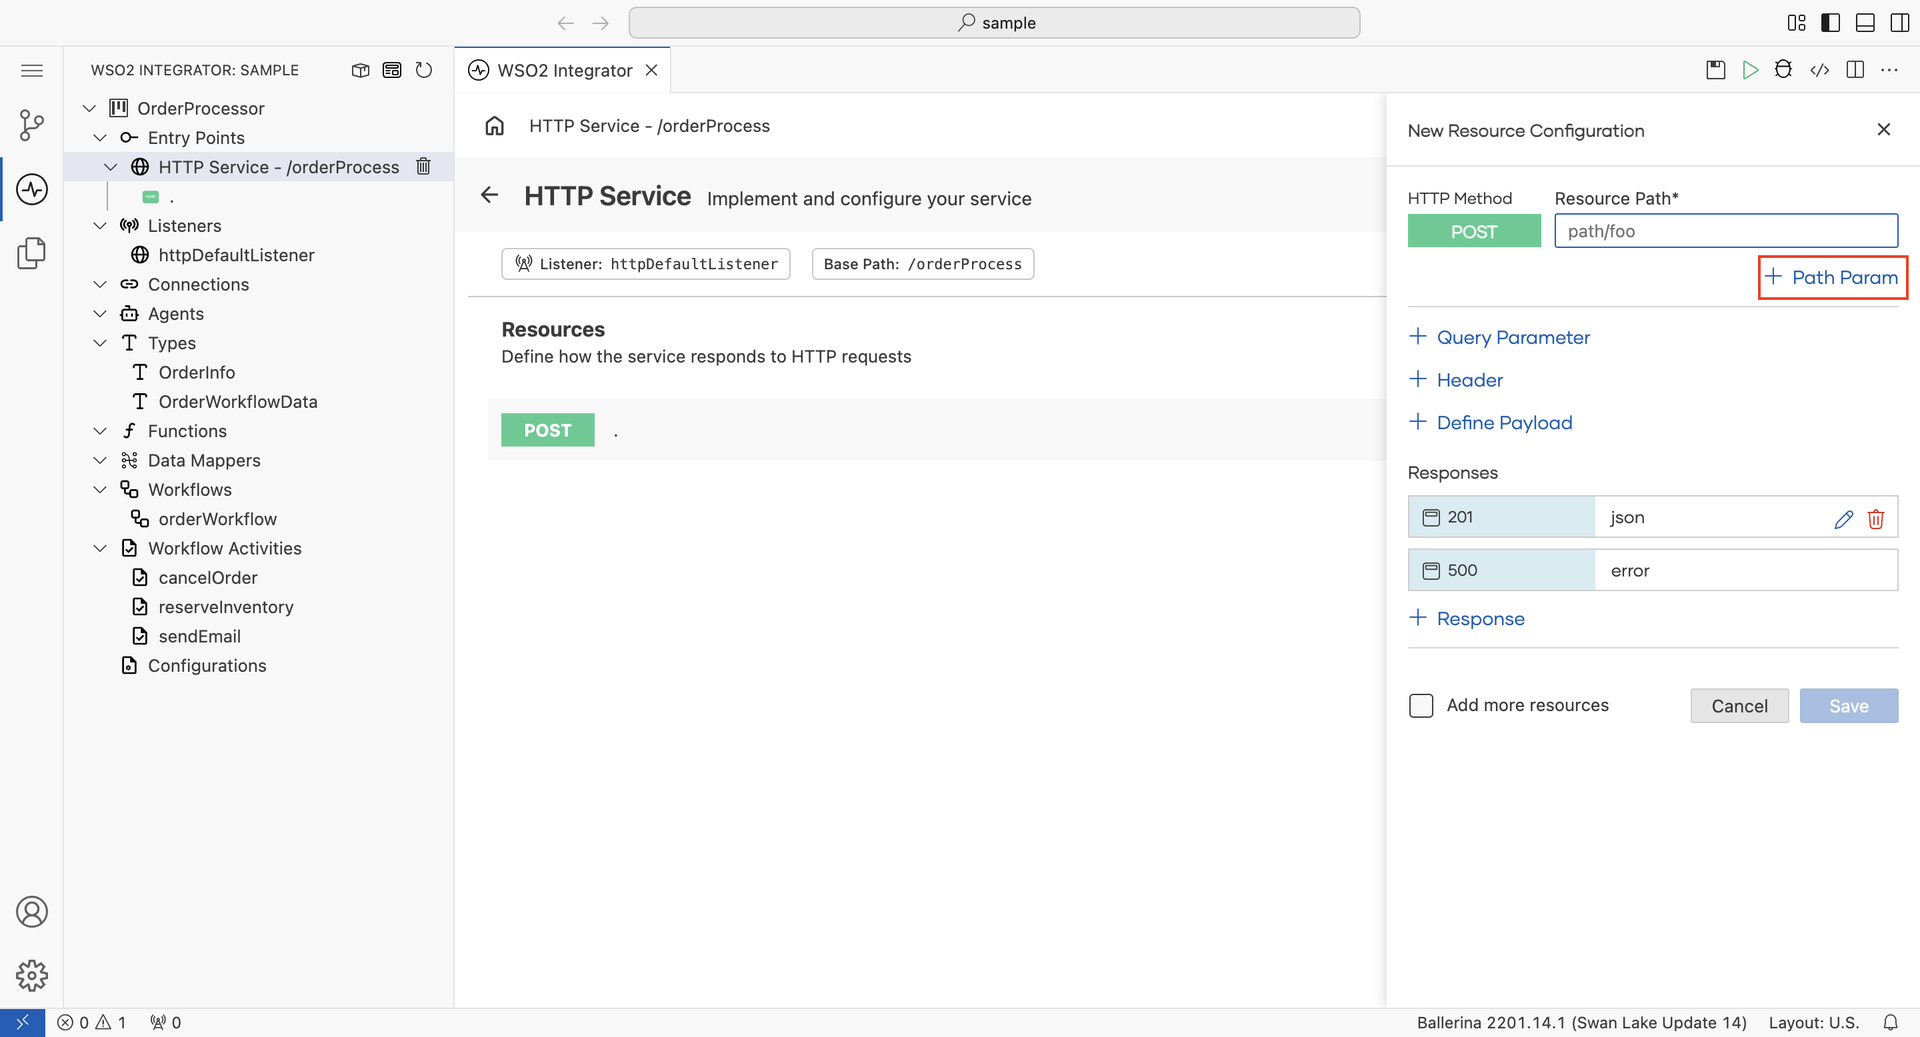 sample
WSO2 INTEGRATOR: SAMPLE
OrderProcessor
Entry Points
HTTP Service - /orderProcess
.
Listeners
httpDefaultListener
Connections
Agents
Types
OrderInfo
OrderWorkflowData
Functions
Data Mappers
Workflows
orderWorkflow
Workflow Activities
cancelOrder
reserveInventory
sendEmail
Configurations
WSO2 Integrator
HTTP Service - /orderProcess
HTTP Service Implement and configure your service
Listener: httpDefaultListener Base Path: /orderProcess
Resources
Define how the service responds to HTTP requests
POST .
New Resource Configuration
HTTP Method Resource Path*
POST path/foo
Path Param
Query Parameter
Header
Define Payload
Responses
201 json
500 error
Response
Add more resources Cancel Save
0 1 0
Ballerina 2201.14.1 (Swan Lake Update 14) Layout: U.S.